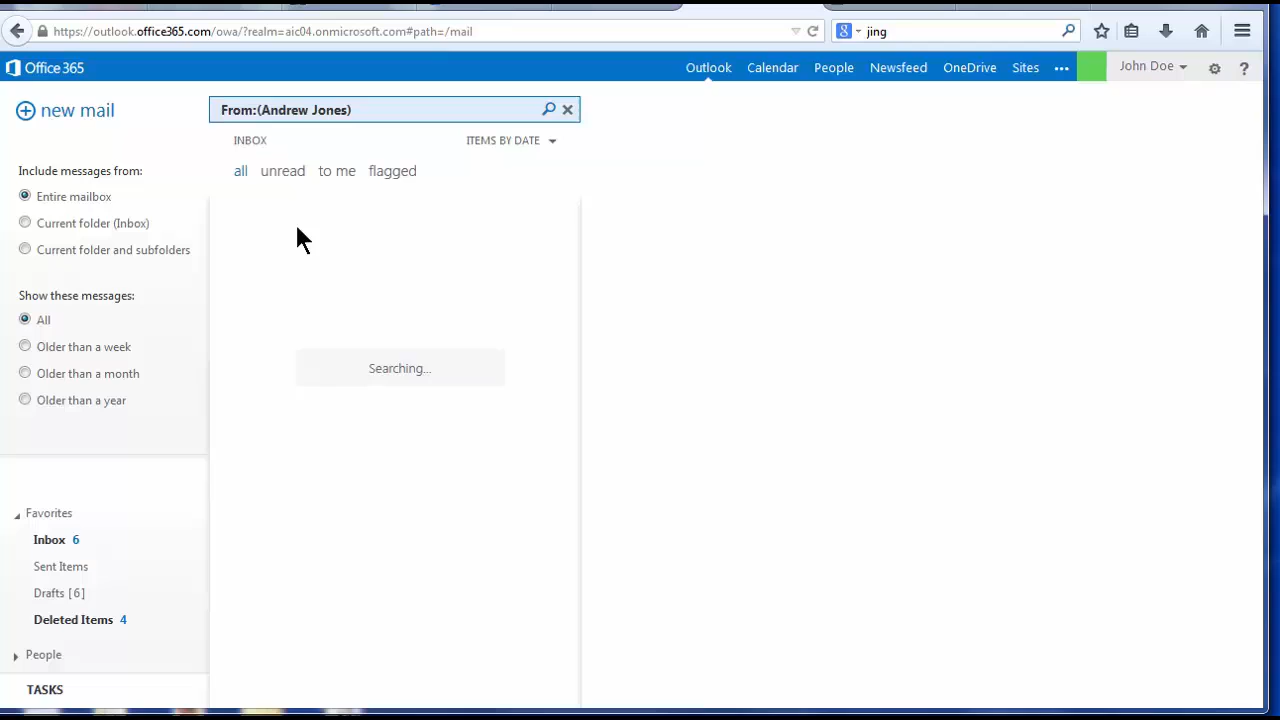 https://outlook.office365.com/owa/?realm=aic04.onmicrosoft.com#path=/mail
8
jing
Office 365
Outlook
Calendar
People
Newsfeed
OneDrive
Sites
•••
John Doe
?
new mail
From:(Andrew Jones)
INBOX
ITEMS BY DATE
all
unread
to me
flagged
Include messages from:
Entire mailbox
Current folder (Inbox)
Current folder and subfolders
Show these messages:
All
Older than a week
Older than a month
Older than a year
Searching...
Favorites
Inbox 6
Sent Items
Drafts [6]
Deleted Items 4
People
TASKS